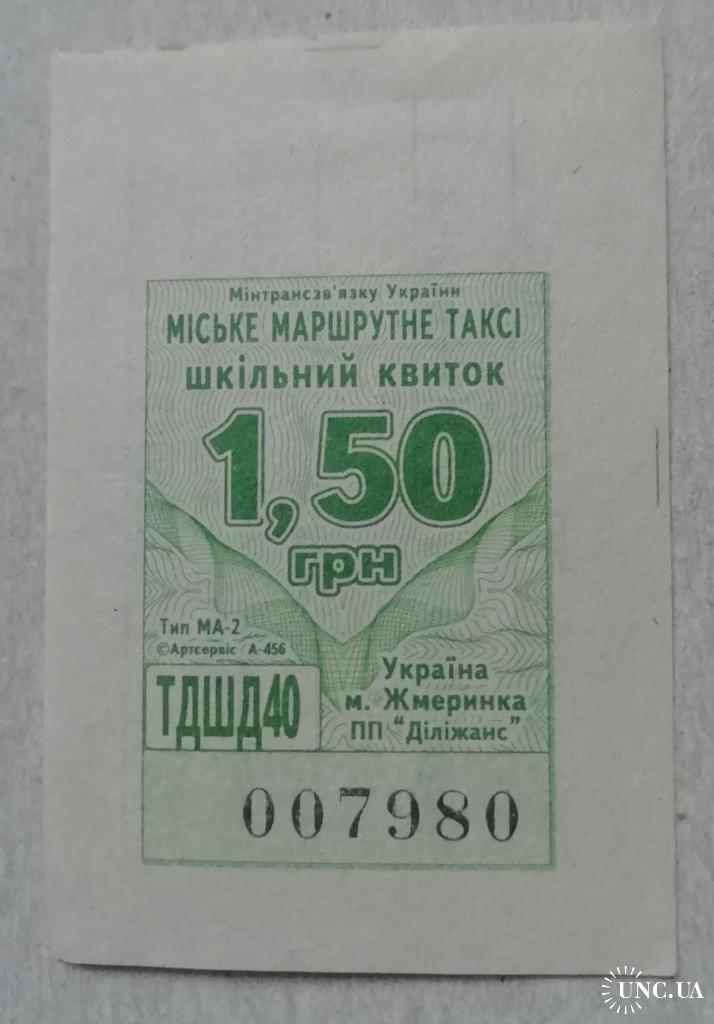 Мінтрансзв'язку України
МІСЬКЕ МАРШРУТНЕ ТАКСІ
ШКІЛЬНИЙ КВИТОК
1,50
грн
Тип МА-2
©Артсервіс А-456
ТДШД40
Україна
м. Жмеринка
ПП "Діліжанс"
007980
UNC.UA